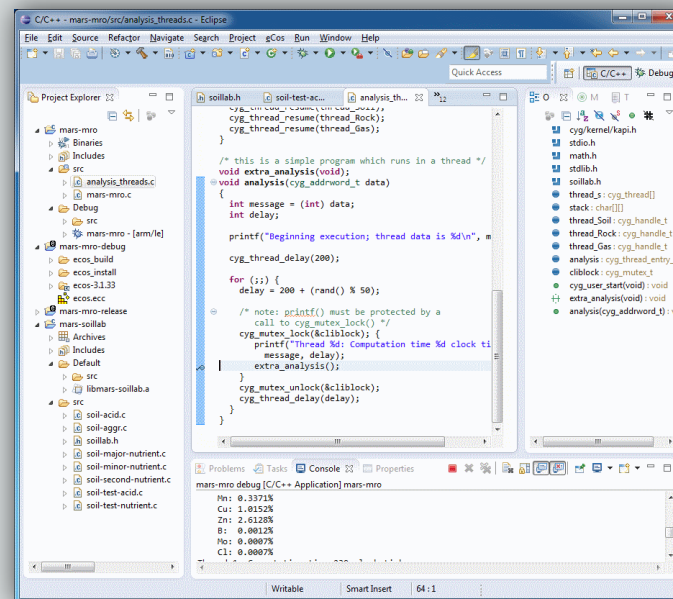 C/C++ - mars-mro/src/analysis_threads.c - Eclipse
File Edit Source Refactor Navigate Search Project eCos Run Window Help
Quick Access
C/C++
Debug
Project Explorer
mars-mro
Binaries
Includes
src
analysis_threads.c
mars-mro.c
Debug
src
mars-mro - [arm/le]
mars-mro-debug
ecos_build
ecos_install
ecos-3.1.33
ecos.ecc
mars-mro-release
mars-soillab
Archives
Includes
Default
src
libmars-soillab.a
src
soil-acid.c
soil-aggr.c
soillab.h
soil-major-nutrient.c
soil-minor-nutrient.c
soil-second-nutrient.c
soil-test-acid.c
soil-test-nutrient.c
soillab.h
soil-test-ac...
analysis_th...
12
cyg_thread_resume(thread_Soil);
cyg_thread_resume(thread_Rock);
cyg_thread_resume(thread_Gas);
}
/* this is a simple program which runs in a thread */
void extra_analysis(void);
void analysis(cyg_addrword_t data)
{
int message = (int) data;
int delay;
printf("Beginning execution; thread data is %d\n", m
cyg_thread_delay(200);
for (;;) {
delay = 200 + (rand() % 50);
/* note: printf() must be protected by a
call to cyg_mutex_lock() */
cyg_mutex_lock(&cliblock); {
printf("Thread %d: Computation time %d clock ti
message, delay);
extra_analysis();
}
cyg_mutex_unlock(&cliblock);
cyg_thread_delay(delay);
}
}
O
M
T
cyg/kernel/kapi.h
stdio.h
math.h
stdlib.h
soillab.h
thread_s : cyg_thread[]
stack : char[][]
thread_Soil : cyg_handle_t
thread_Rock : cyg_handle_t
thread_Gas : cyg_handle_t
analysis : cyg_thread_entry_
cliblock : cyg_mutex_t
cyg_user_start(void) : void
extra_analysis(void) : void
analysis(cyg_addrword_t) :
Problems Tasks Console Properties
mars-mro debug [C/C++ Application] mars-mro
Mn: 0.3371%
Cu: 1.0152%
Zn: 2.6128%
B: 0.0012%
Mo: 0.0007%
Cl: 0.0007%
Writable
Smart Insert
64 : 1